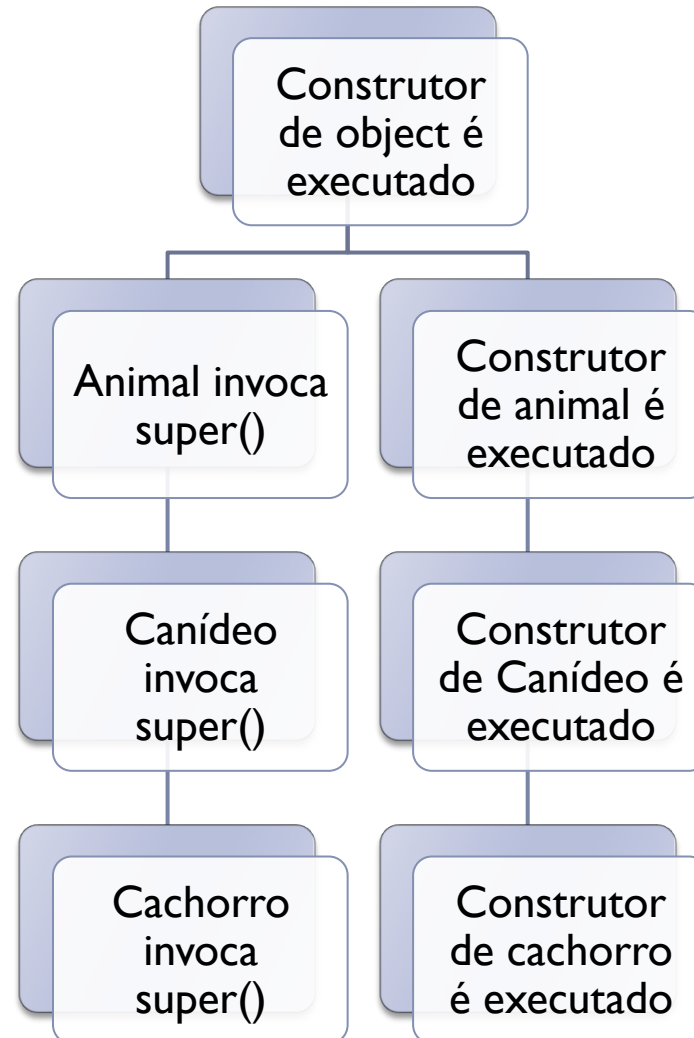 Construtor
de object é
executado
Animal invoca
super()
Construtor
de animal é
executado
Canídeo
invoca
super()
Construtor
de Canídeo é
executado
Cachorro
invoca
super()
Construtor
de cachorro
é executado